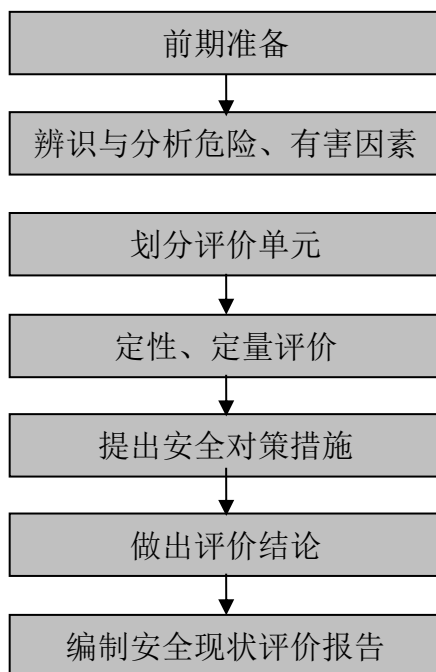 前期准备
辨识与分析危险、有害因素
划分评价单元
定性、定量评价
提出安全对策措施
做出评价结论
编制安全现状评价报告